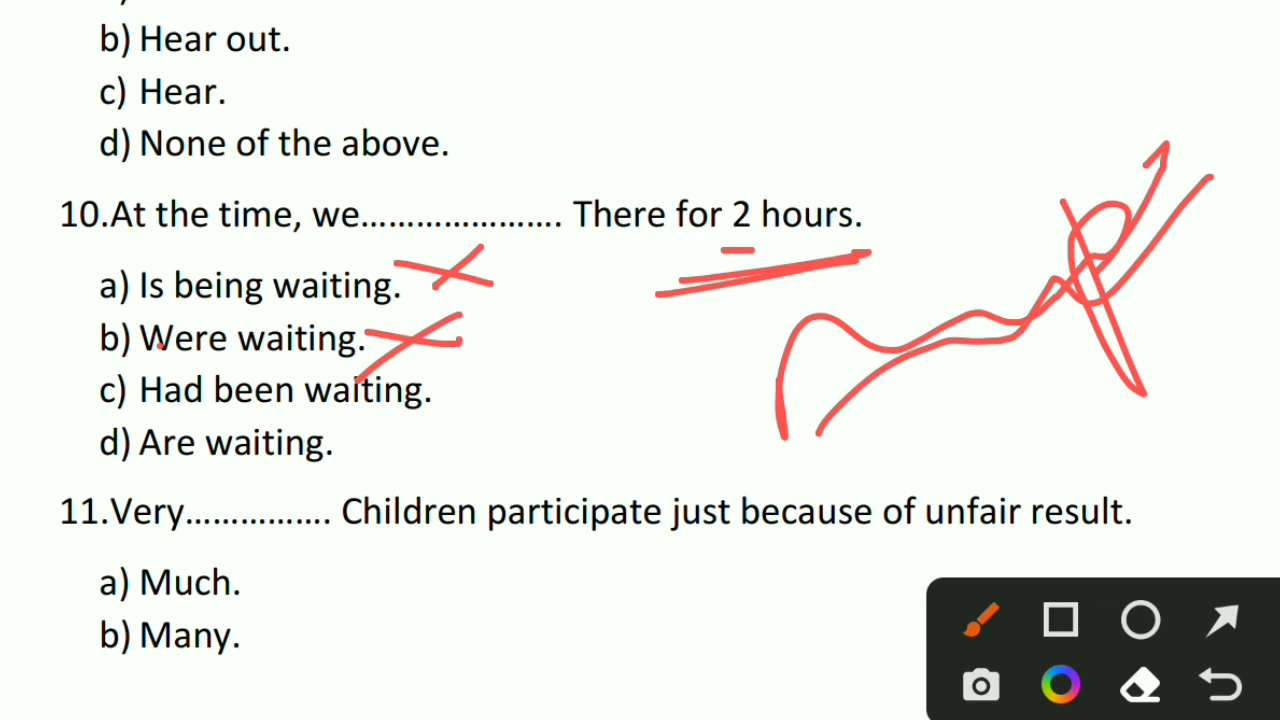 b) Hear out.
c) Hear.
d) None of the above.
10.At the time, we...................... There for 2 hours.
a) Is being waiting.
b) Were waiting.
c) Had been waiting.
d) Are waiting.
11.Very................ Children participate just because of unfair result.
a) Much.
b) Many.